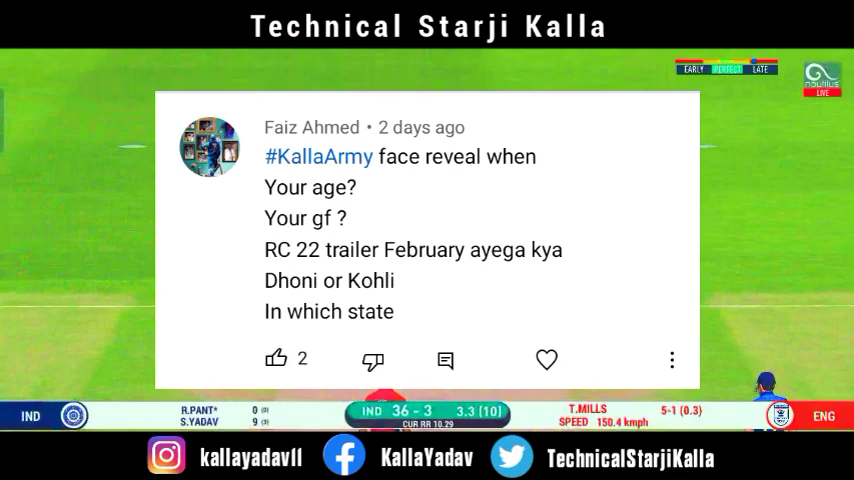 Technical Starji Kalla
EARLY PERFECT LATE
nautilus
LIVE
Faiz Ahmed • 2 days ago
#KallaArmy face reveal when
Your age?
Your gf ?
RC 22 trailer February ayega kya
Dhoni or Kohli
In which state
2
IND
R.PANT* 0 (0)
S.YADAV 9 (3)
IND 36 - 3 3.3 [10]
CUR RR 10.29
T.MILLS 5-1 (0.3)
SPEED 150.4 kmph
ENG
kallayadav11 KallaYadav TechnicalStarjiKalla